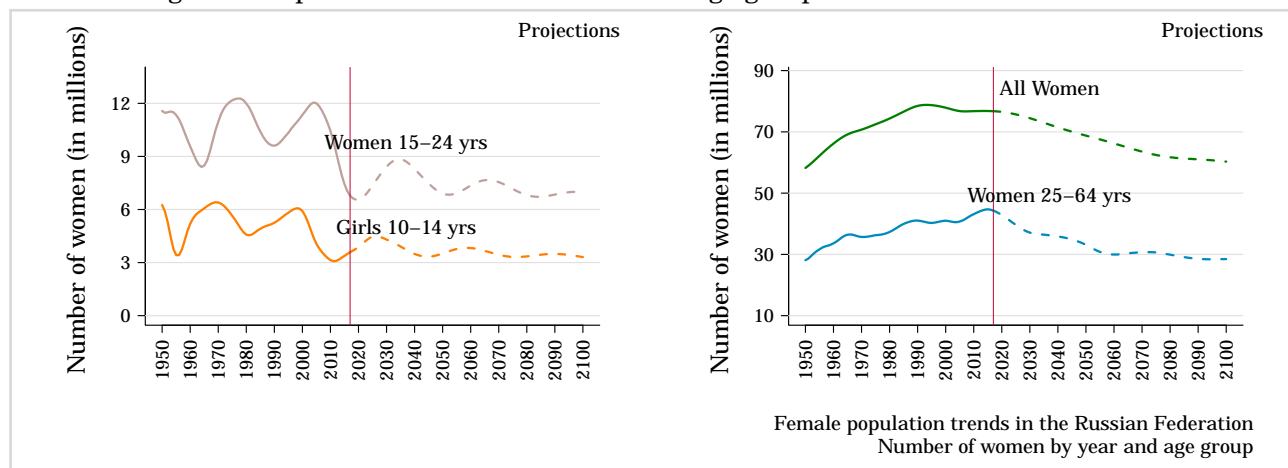 Projections
Number of women (in millions)
12
9
6
3
0
Women 15–24 yrs
Girls 10–14 yrs
1950 1960 1970 1980 1990 2000 2010 2020 2030 2040 2050 2060 2070 2080 2090 2100
Projections
Number of women (in millions)
90
70
50
30
10
All Women
Women 25–64 yrs
1950 1960 1970 1980 1990 2000 2010 2020 2030 2040 2050 2060 2070 2080 2090 2100
Female population trends in the Russian Federation
Number of women by year and age group